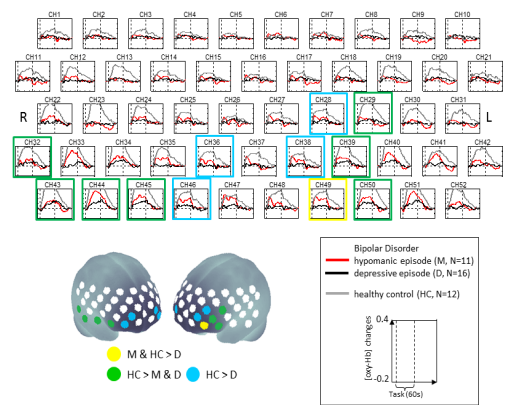 CH1 CH2 CH3 CH4 CH5 CH6 CH7 CH8 CH9 CH10
CH11 CH12 CH13 CH14 CH15 CH16 CH17 CH18 CH19 CH20 CH21
R CH22 CH23 CH24 CH25 CH26 CH27 CH28 CH29 CH30 CH31 L
CH32 CH33 CH34 CH35 CH36 CH37 CH38 CH39 CH40 CH41 CH42
CH43 CH44 CH45 CH46 CH47 CH48 CH49 CH50 CH51 CH52
M & HC > D
HC > M & D HC > D
Bipolar Disorder
hypomanic episode (M, N=11)
depressive episode (D, N=16)
healthy control (HC, N=12)
0.4
[oxy-Hb] changes
-0.2
Task (60s)